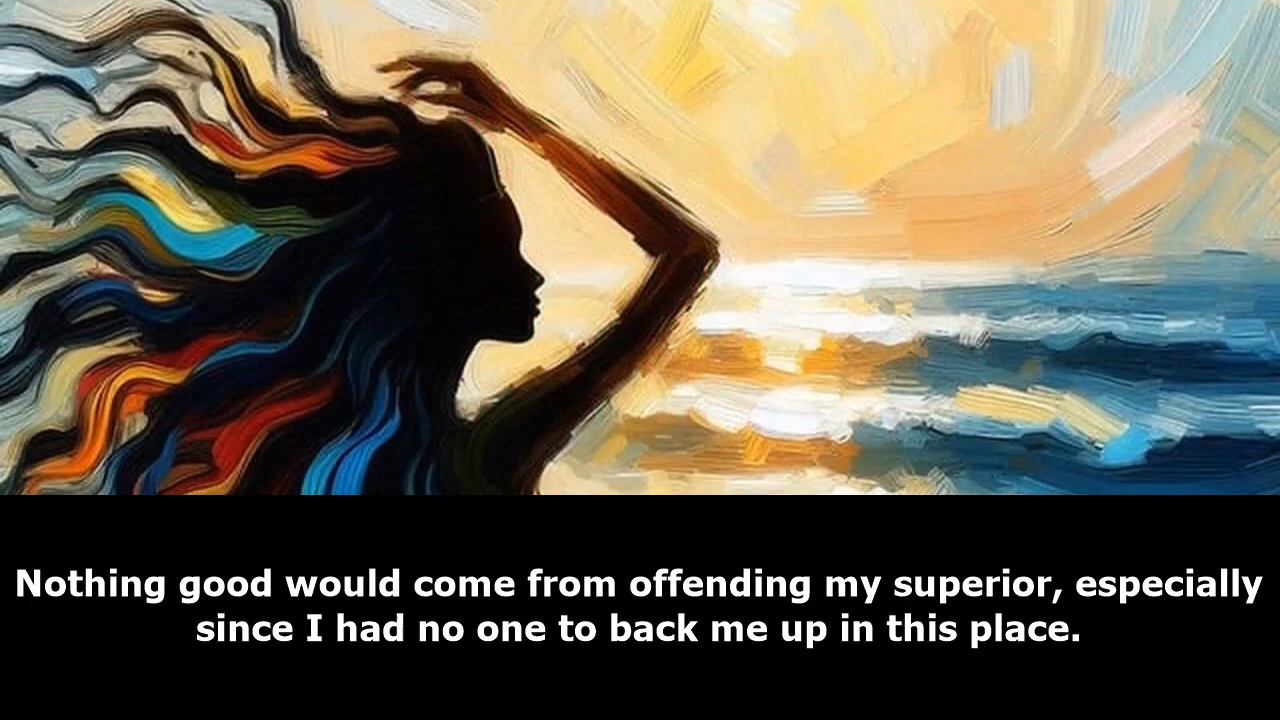 Nothing good would come from offending my superior, especially
since I had no one to back me up in this place.